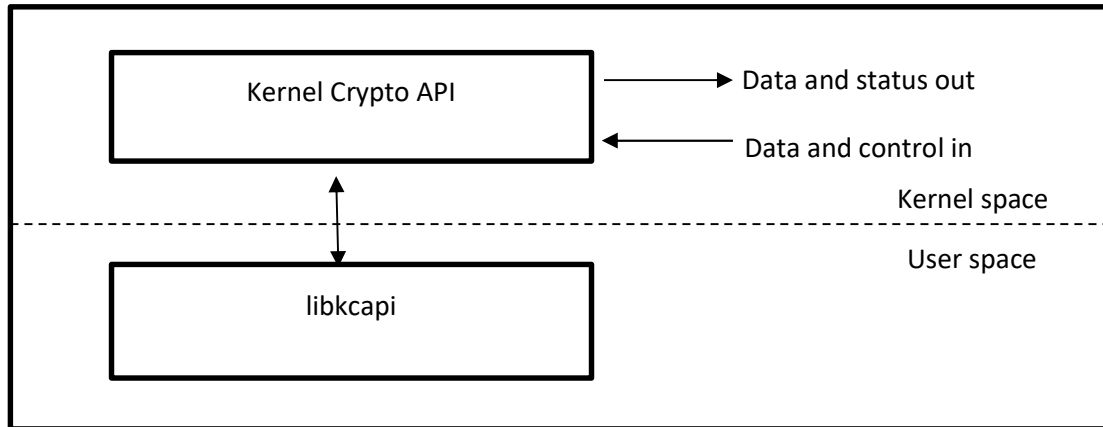 Kernel Crypto API
Data and status out
Data and control in
Kernel space
User space
libkcapi